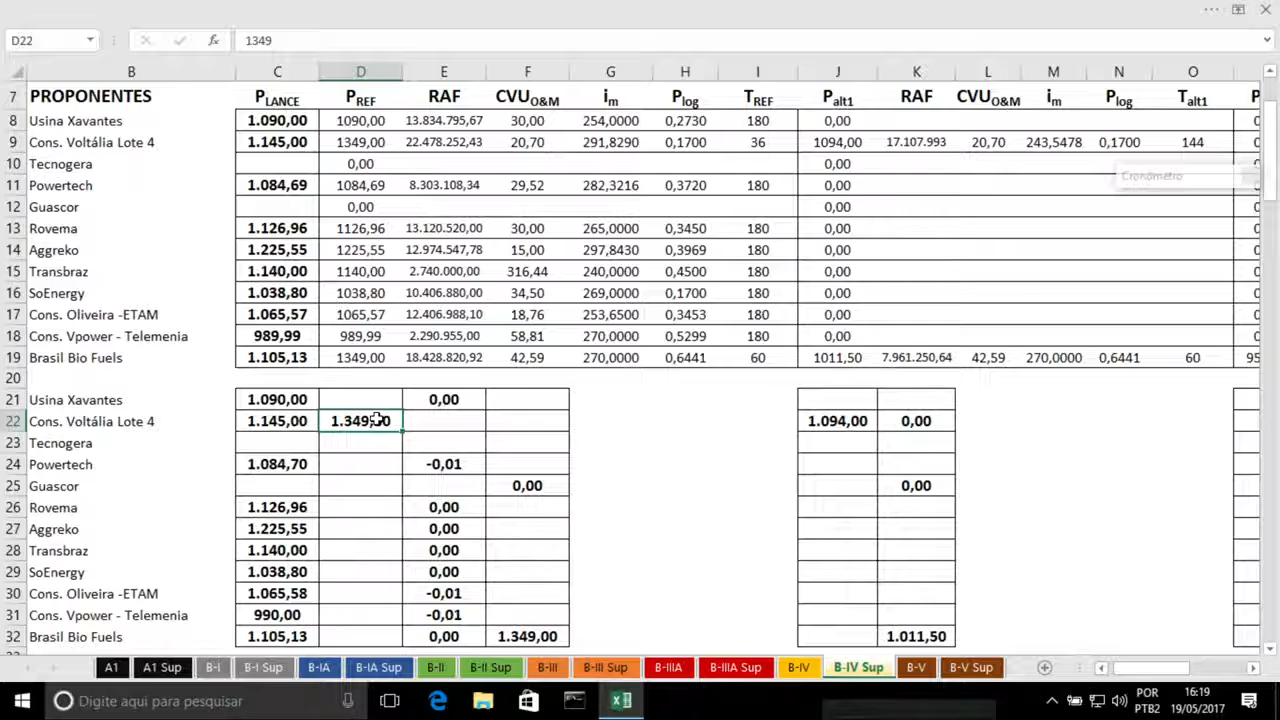 D22 fx 1349
B C D E F G H I J K L M N O
7 PROPONENTES PLANCE PREF RAF CVUO&M im Plog TREF Palt1 RAF CVUO&M im Plog Talt1 P
8 Usina Xavantes 1.090,00 1090,00 13.834.795,67 30,00 254,0000 0,2730 180 0,00
9 Cons. Voltália Lote 4 1.145,00 1349,00 22.478.252,43 20,70 291,8290 0,1700 36 1094,00 17.107.993 20,70 243,5478 0,1700 144
10 Tecnogera 0,00 0,00
Cronômetro
11 Powertech 1.084,69 1084,69 8.303.108,34 29,52 282,3216 0,3720 180 0,00
12 Guascor 0,00 0,00
13 Rovema 1.126,96 1126,96 13.120.520,00 30,00 265,0000 0,3450 180 0,00
14 Aggreko 1.225,55 1225,55 12.974.547,78 15,00 297,8430 0,3969 180 0,00
15 Transbraz 1.140,00 1140,00 2.740.000,00 316,44 240,0000 0,4500 180 0,00
16 SoEnergy 1.038,80 1038,80 10.406.880,00 34,50 269,0000 0,1700 180 0,00
17 Cons. Oliveira -ETAM 1.065,57 1065,57 12.406.988,10 18,76 253,6500 0,3453 180 0,00
18 Cons. Vpower - Telemenia 989,99 989,99 2.290.955,00 58,81 270,0000 0,5299 180 0,00
19 Brasil Bio Fuels 1.105,13 1349,00 18.428.820,92 42,59 270,0000 0,6441 60 1011,50 7.961.250,64 42,59 270,0000 0,6441 60 95
20
21 Usina Xavantes 1.090,00 0,00
22 Cons. Voltália Lote 4 1.145,00 1.349,00 1.094,00 0,00
23 Tecnogera
24 Powertech 1.084,70 -0,01
25 Guascor 0,00 0,00
26 Rovema 1.126,96 0,00
27 Aggreko 1.225,55 0,00
28 Transbraz 1.140,00 0,00
29 SoEnergy 1.038,80 0,00
30 Cons. Oliveira -ETAM 1.065,58 -0,01
31 Cons. Vpower - Telemenia 990,00 -0,01
32 Brasil Bio Fuels 1.105,13 0,00 1.349,00 1.011,50
A1 A1 Sup B-I B-I Sup B-IA B-IA Sup B-II B-II Sup B-III B-III Sup B-IIIA B-IIIA Sup B-IV B-IV Sup B-V B-V Sup
Digite aqui para pesquisar
POR 16:19
PTB2 19/05/2017